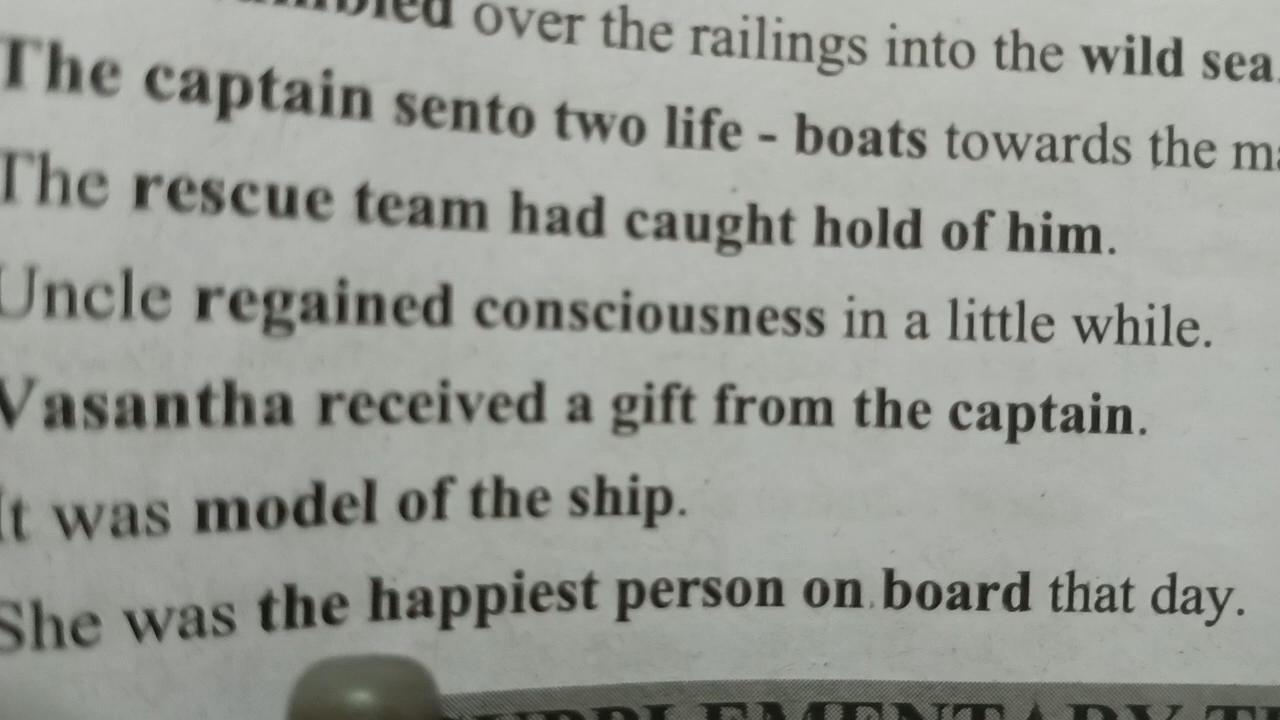 over the railings into the wild sea.
The captain sento two life - boats towards the
The rescue team had caught hold of him.
Uncle regained consciousness in a little while.
Vasantha received a gift from the captain.
It was model of the ship.
She was the happiest person on board that day.